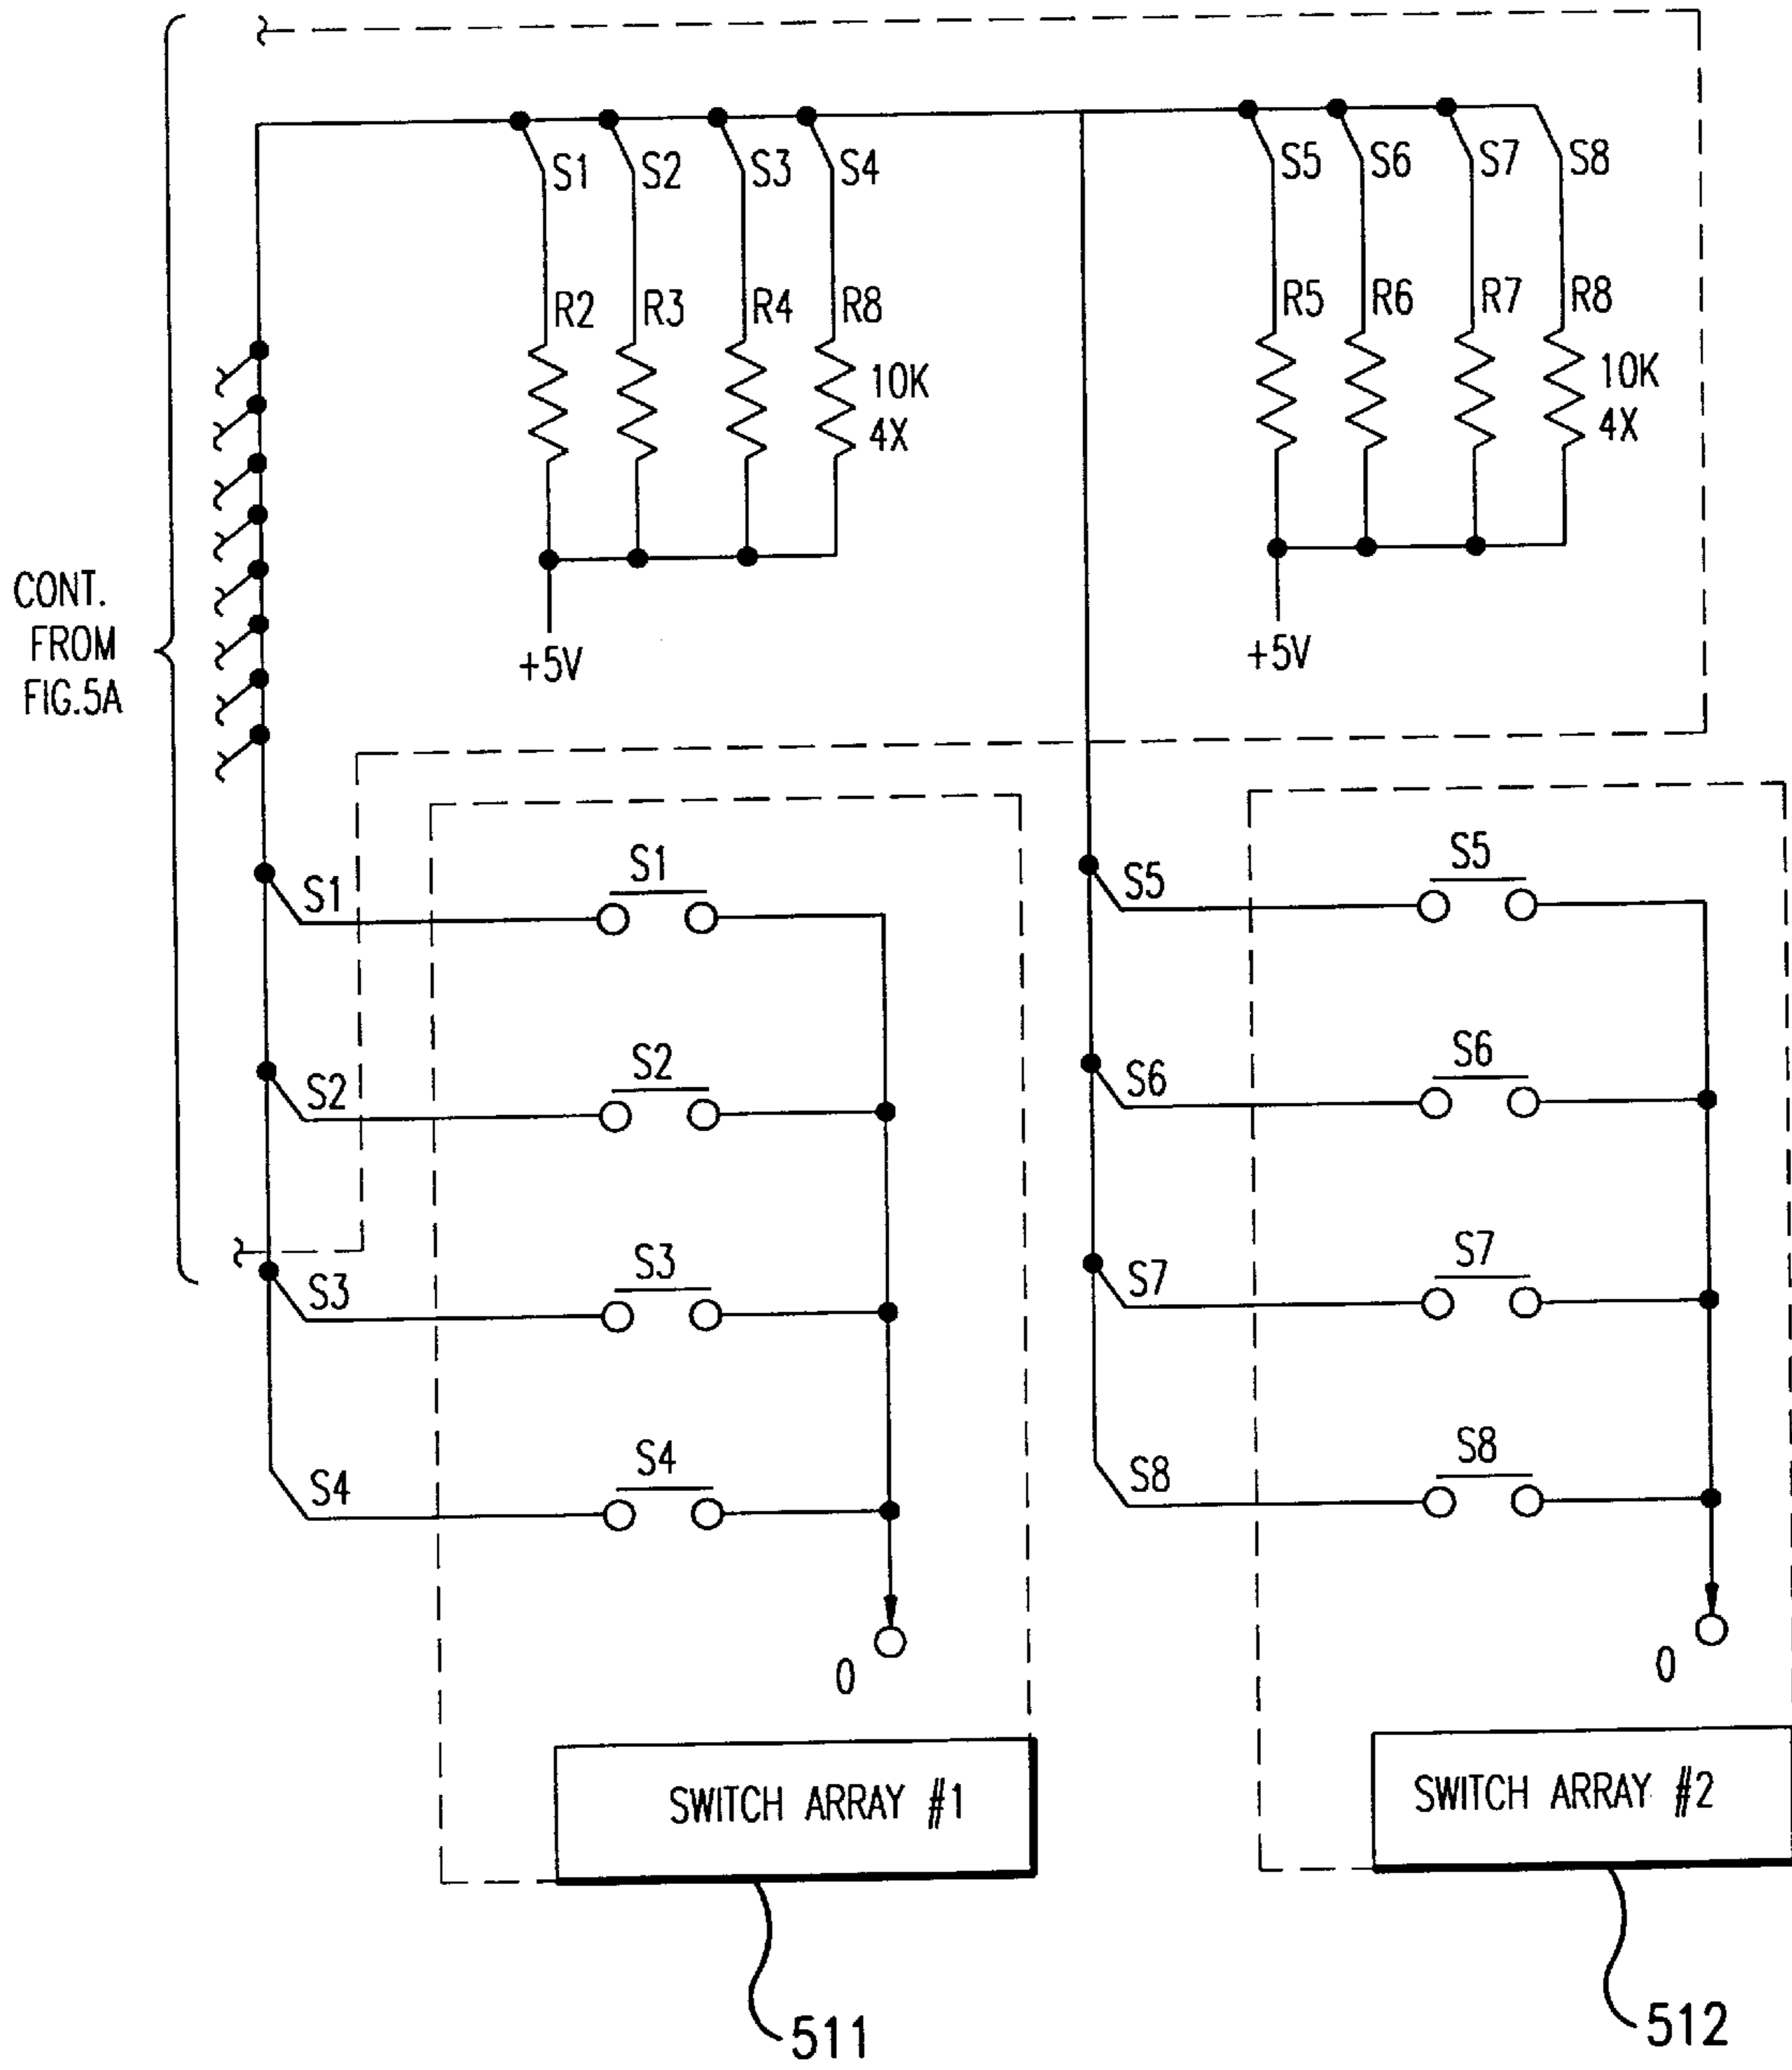 S1 S2 S3 S4 S5 S6 S7 S8
R2 R3 R4 R8 R5 R6 R7 R8
10K 10K
4X 4X
CONT.
FROM
FIG.5A
+5V +5V
S1 S1 S5 S5
S2 S2 S6 S6
S3 S3 S7 S7
S4 S4 S8 S8
0 0
SWITCH ARRAY #1 SWITCH ARRAY #2
511 512